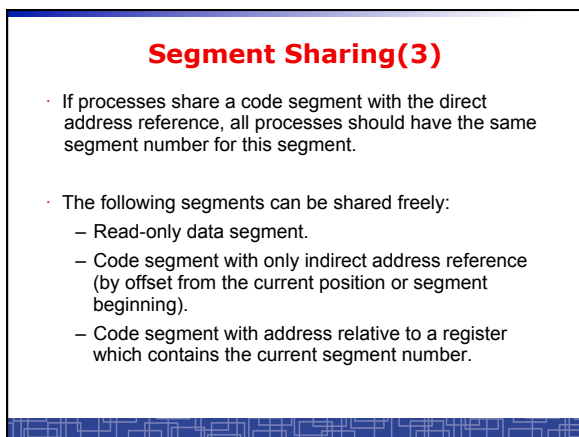 Segment Sharing(3)
· If processes share a code segment with the direct
address reference, all processes should have the same
segment number for this segment.
· The following segments can be shared freely:
– Read-only data segment.
– Code segment with only indirect address reference
(by offset from the current position or segment
beginning).
– Code segment with address relative to a register
which contains the current segment number.